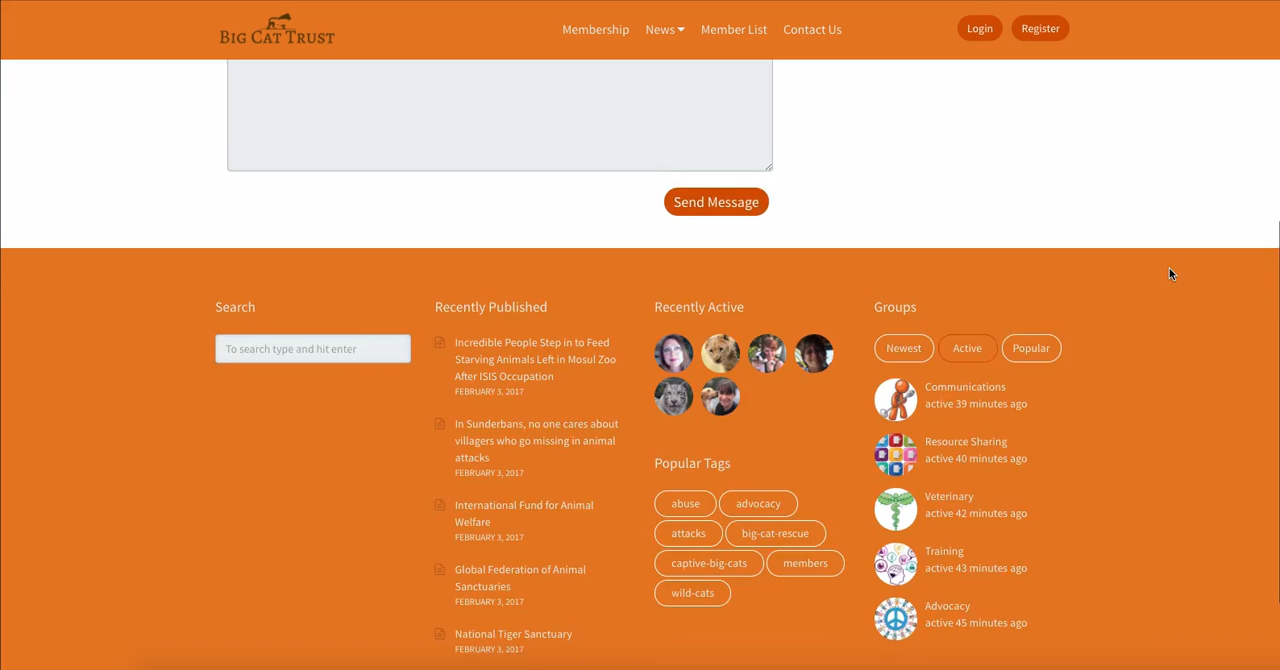 BIG CAT TRUST
Membership
News
Member List
Contact Us
Login
Register
Send Message
Search
To search type and hit enter
Recently Published
Incredible People Step in to Feed
Starving Animals Left in Mosul Zoo
After ISIS Occupation
FEBRUARY 3, 2017
In Sunderbans, no one cares about
villagers who go missing in animal
attacks
FEBRUARY 3, 2017
International Fund for Animal
Welfare
FEBRUARY 3, 2017
Global Federation of Animal
Sanctuaries
FEBRUARY 3, 2017
National Tiger Sanctuary
FEBRUARY 3, 2017
Recently Active
Popular Tags
abuse
advocacy
attacks
big-cat-rescue
captive-big-cats
members
wild-cats
Groups
Newest
Active
Popular
Communications
active 39 minutes ago
Resource Sharing
active 40 minutes ago
Veterinary
active 42 minutes ago
Training
active 43 minutes ago
Advocacy
active 45 minutes ago